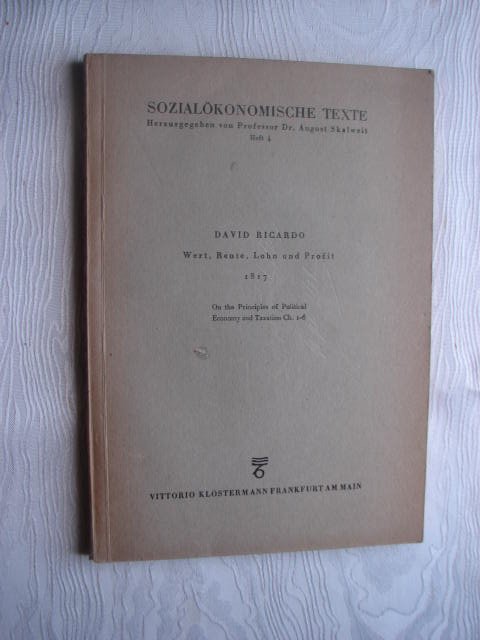 SOZIALÖKONOMISCHE TEXTE
Herausgegeben von Professor Dr. August Skalweit
Heft 4
DAVID RICARDO
Wert, Rente, Lohn und Profit
1817
On the Principles of Political
Economy and Taxation Ch. 1-6
VITTORIO KLOSTERMANN FRANKFURT AM MAIN